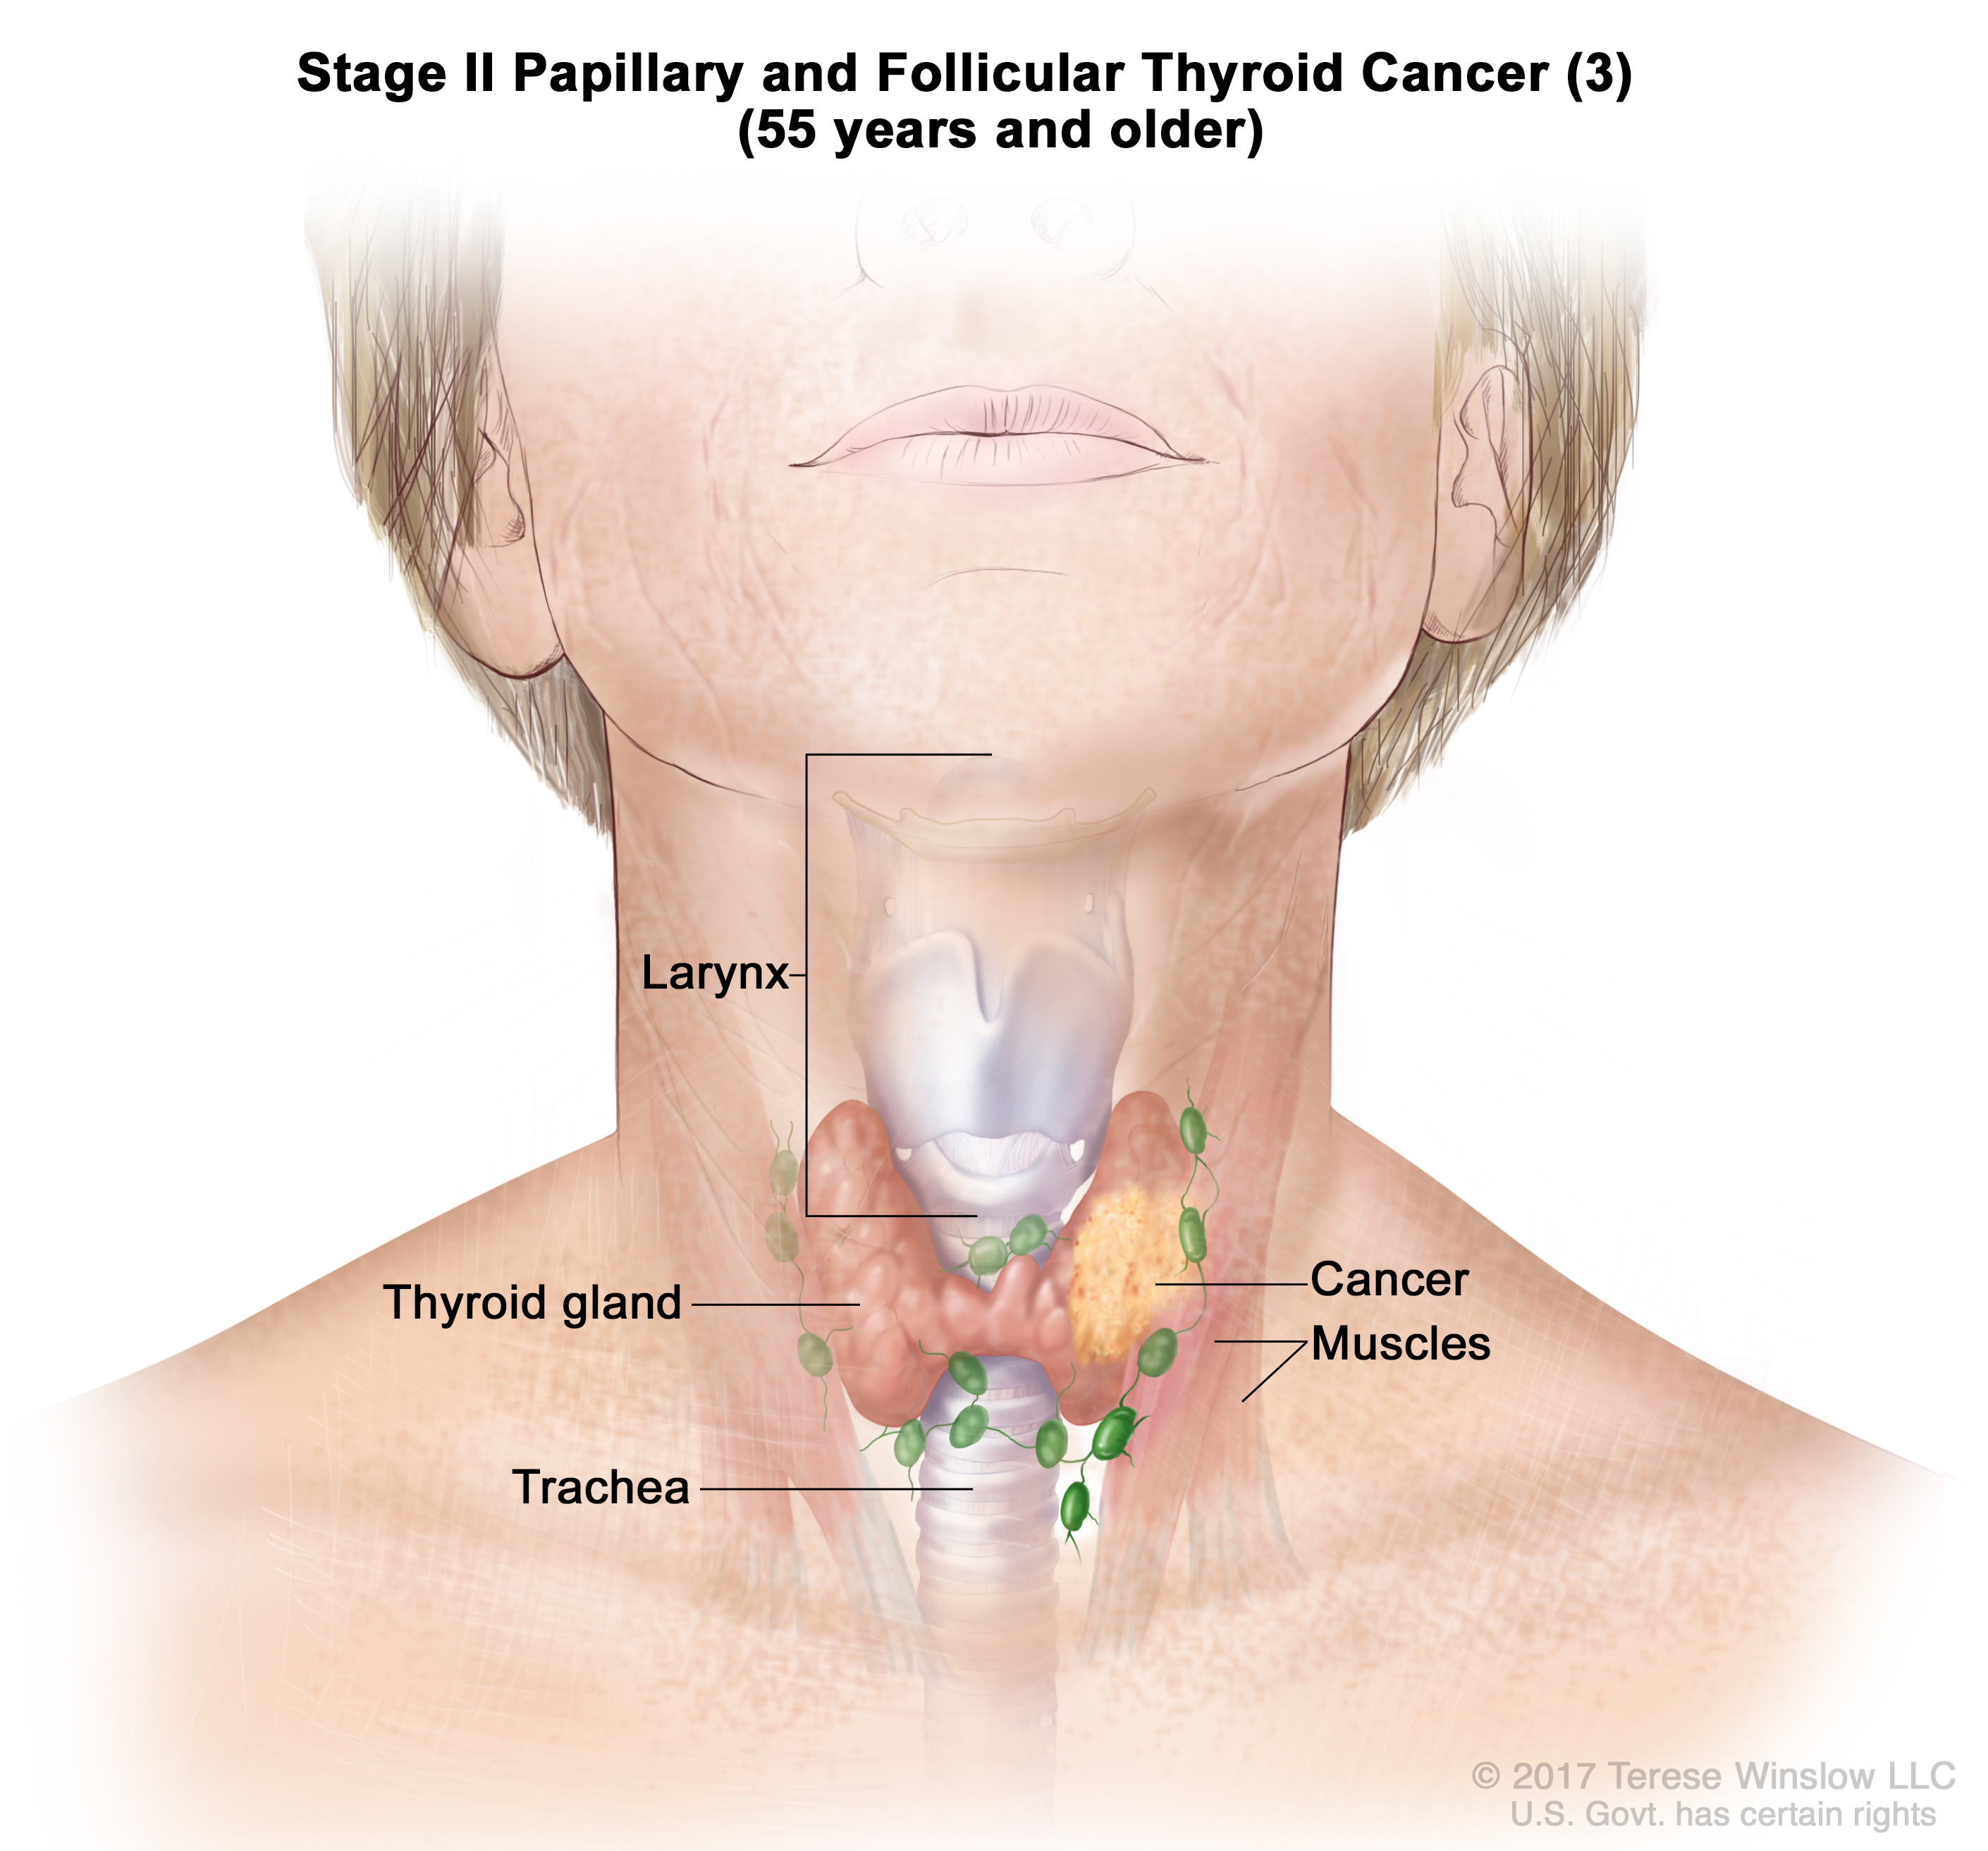 Stage II Papillary and Follicular Thyroid Cancer (3)
(55 years and older)
Larynx
Thyroid gland
Cancer
Muscles
Trachea
© 2017 Terese Winslow LLC
U.S. Govt. has certain rights